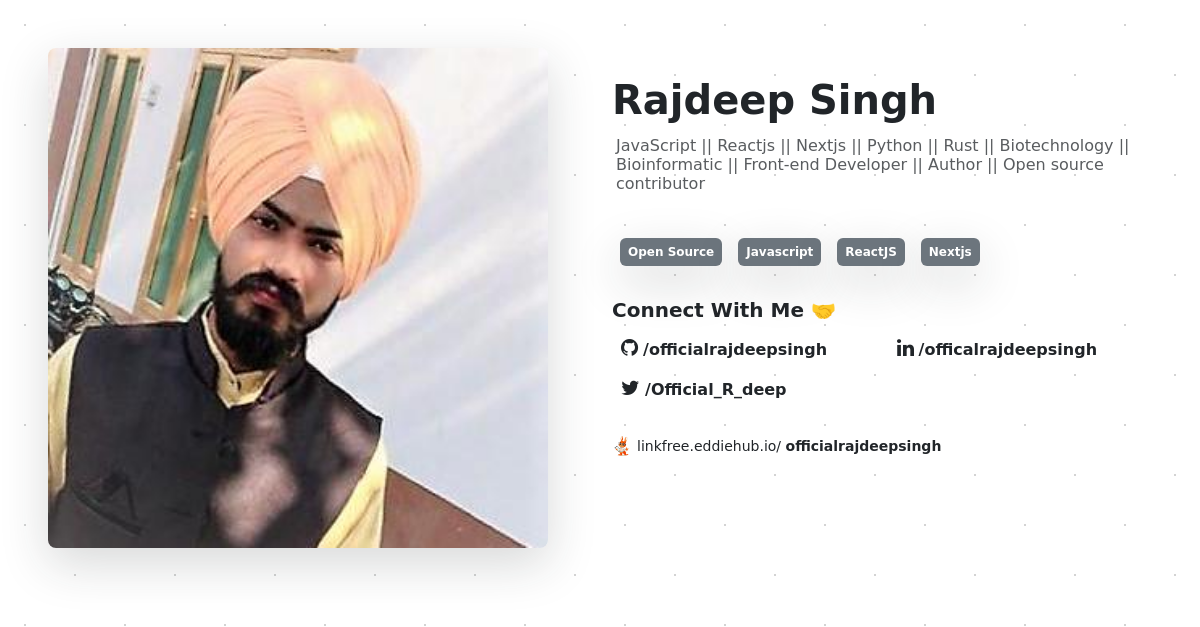 Rajdeep Singh
JavaScript || Reactjs || Nextjs || Python || Rust || Biotechnology ||
Bioinformatic || Front-end Developer || Author || Open source
contributor
Open Source Javascript ReactJS Nextjs
Connect With Me 🤝
/officialrajdeepsingh /officalrajdeepsingh
/Official_R_deep
linkfree.eddiehub.io/ officialrajdeepsingh